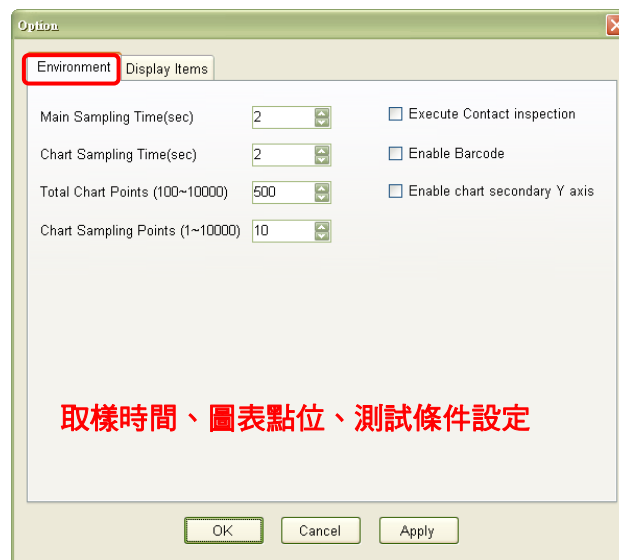 Option
Environment
Display Items
Main Sampling Time(sec) 2
Execute Contact inspection
Chart Sampling Time(sec) 2
Enable Barcode
Total Chart Points (100~10000) 500
Enable chart secondary Y axis
Chart Sampling Points (1~10000) 10
取樣時間、圖表點位、測試條件設定
OK
Cancel
Apply